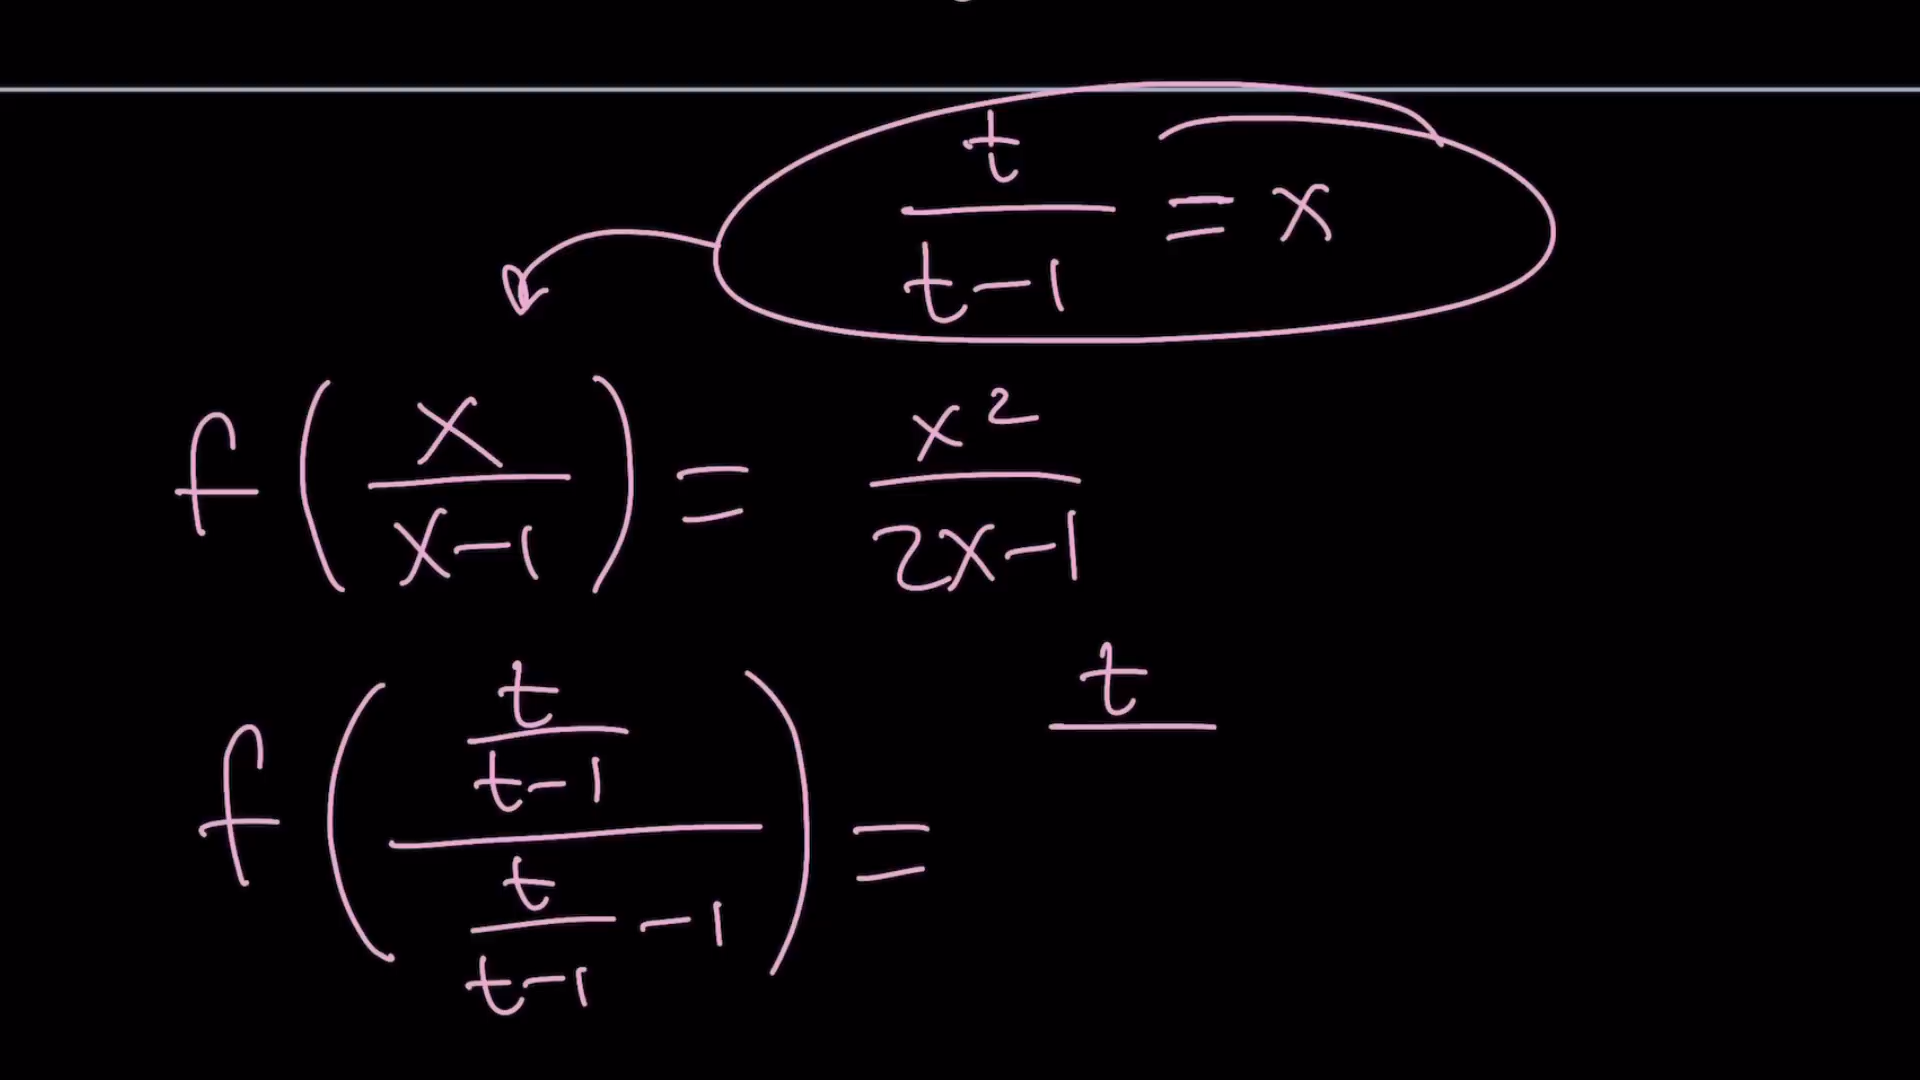 t/(t-1) = x
f(x/(x-1)) = x²/(2x-1)
f((t/(t-1))/(t/(t-1) - 1)) = t/